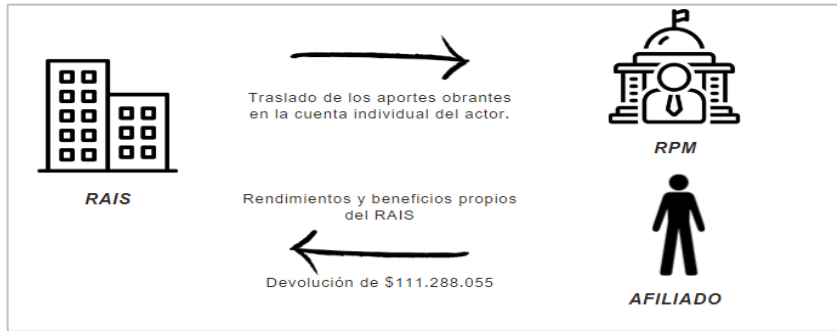 Traslado de los aportes obrantes
en la cuenta individual del actor.
RPM
RAIS
Rendimientos y beneficios propios
del RAIS
Devolución de $111.288.055
AFILIADO